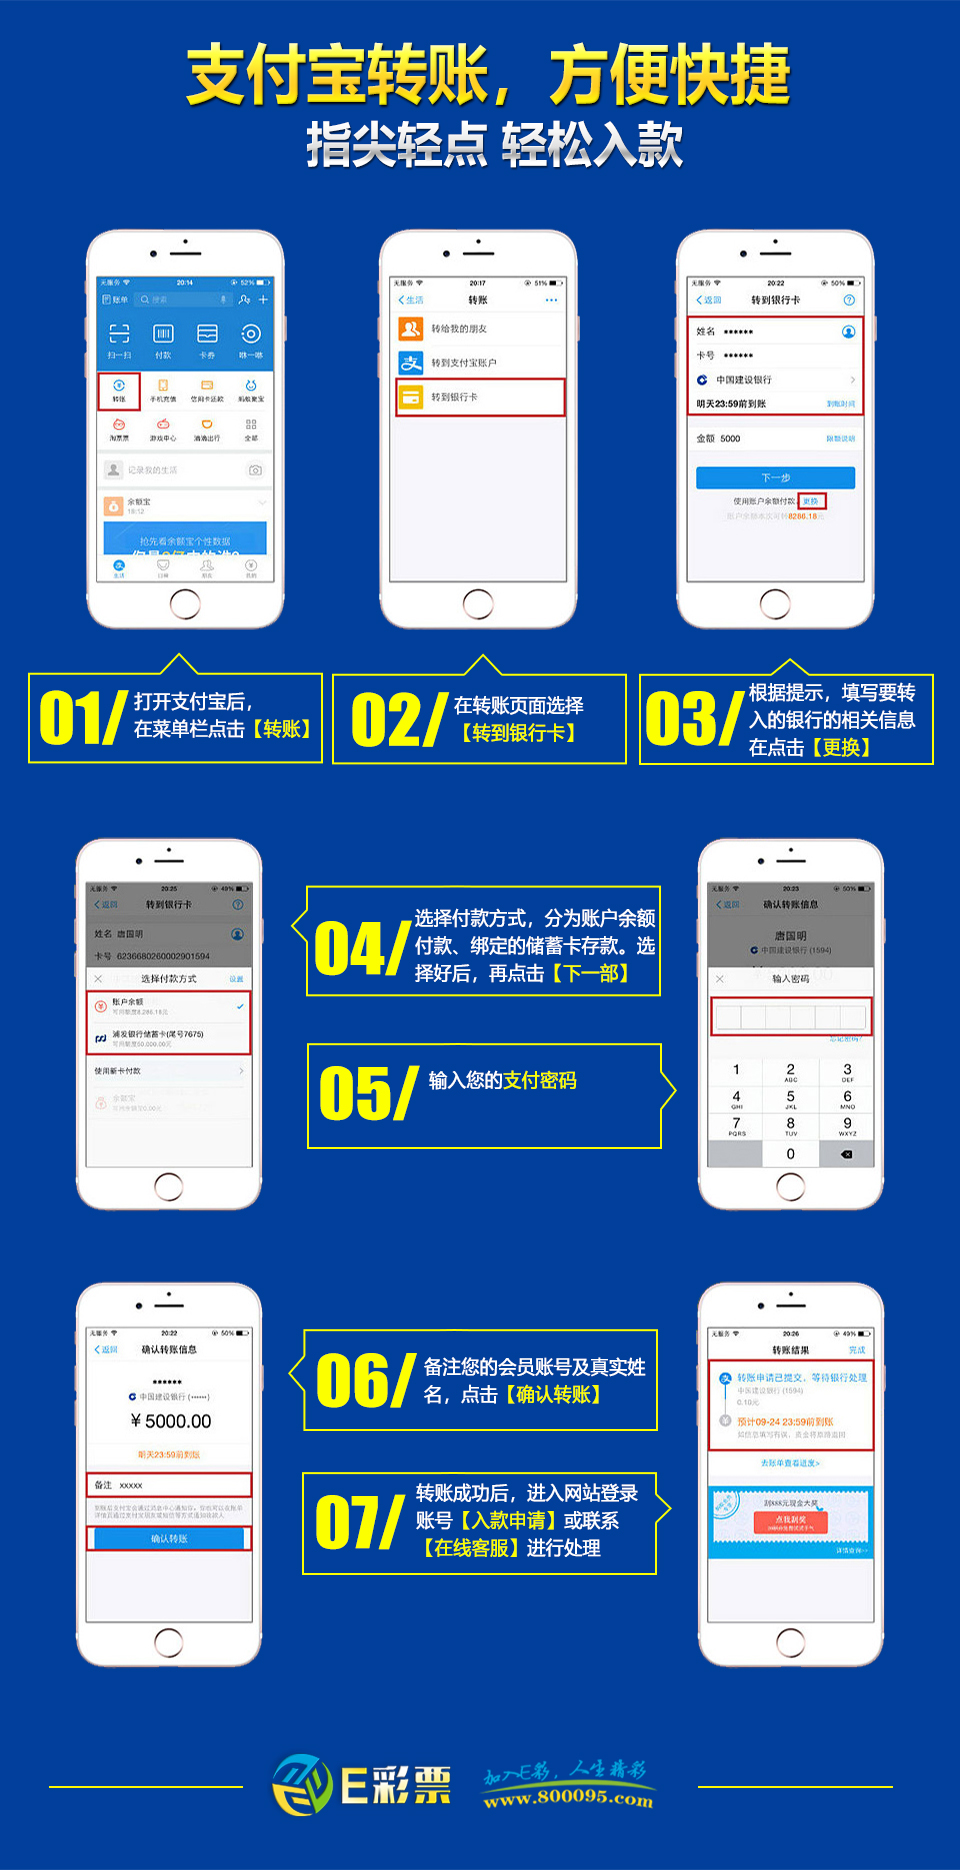 支付宝转账，方便快捷
指尖轻点 轻松入款
无服务 20:14 52%
账单 搜索
扫一扫 付款 卡券 咻一咻
转账 手机充值 信用卡还款 蚂蚁聚宝
淘票票 游戏中心 滴滴出行 全部
记录我的生活
余额宝
18:12
抢先看余额宝个性数据
生活 口碑 朋友 我的
无服务 20:17 51%
生活 转账
转给我的朋友
转到支付宝账户
转到银行卡
无服务 20:22 50%
返回 转到银行卡
姓名 ******
卡号 ******
中国建设银行
明天23:59前到账 到账时间
金额 5000 限额说明
下一步
使用账户余额付款 更换
账户余额本次可转8286.18元
01/
打开支付宝后，
在菜单栏点击【转账】
02/
在转账页面选择
【转到银行卡】
03/
根据提示，填写要转
入的银行的相关信息
在点击【更换】
无服务 20:25 49%
返回 转到银行卡
姓名 唐国明
卡号 6236680260002901594
选择付款方式 设置
账户余额
可用额度8,286.18元
浦发银行储蓄卡(尾号7675)
可用额度50,000.00元
使用新卡付款
余额宝
可用额度0.00元
04/
选择付款方式，分为账户余额
付款、绑定的储蓄卡存款。选
择好后，再点击【下一部】
05/
输入您的支付密码
无服务 20:23 50%
返回 确认转账信息
唐国明
中国建设银行 (1594)
输入密码
忘记密码?
1 2 3
ABC DEF
4 5 6
GHI JKL MNO
7 8 9
PQRS TUV WXYZ
0
无服务 20:22 50%
返回 确认转账信息
******
中国建设银行 (******)
¥5000.00
明天23:59前到账
备注 xxxxx
确认转账
06/
备注您的会员账号及真实姓
名，点击【确认转账】
07/
转账成功后，进入网站登录
账号【入款申请】或联系
【在线客服】进行处理
无服务 20:26 49%
转账结果 完成
转账申请已提交，等待银行处理
中国建设银行 (1594)
0.10元
预计09-24 23:59前到账
如信息填写有误，资金将原路退回
去账单查看进度>
刮888元现金大奖
点我刮奖
详情查询>>
E彩票
加入E彩，人生精彩
www.800095.com